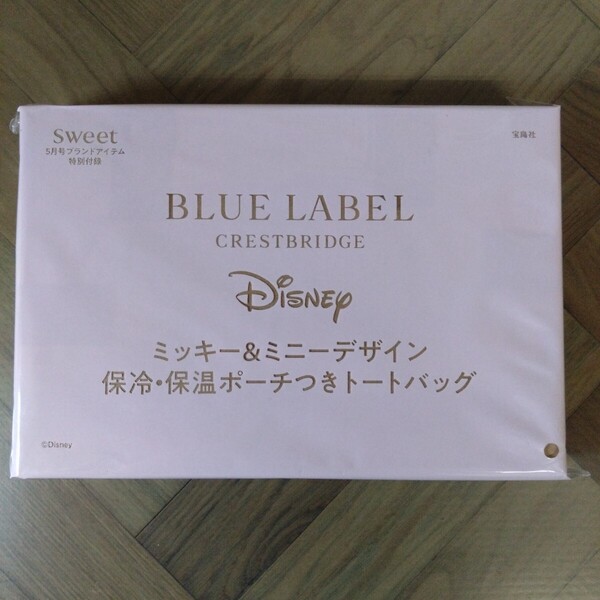 sweet
5月号ブランドアイテム
特別付録
宝島社
BLUE LABEL
CRESTBRIDGE
Disney
ミッキー&ミニーデザイン
保冷・保温ポーチつきトートバッグ
©Disney